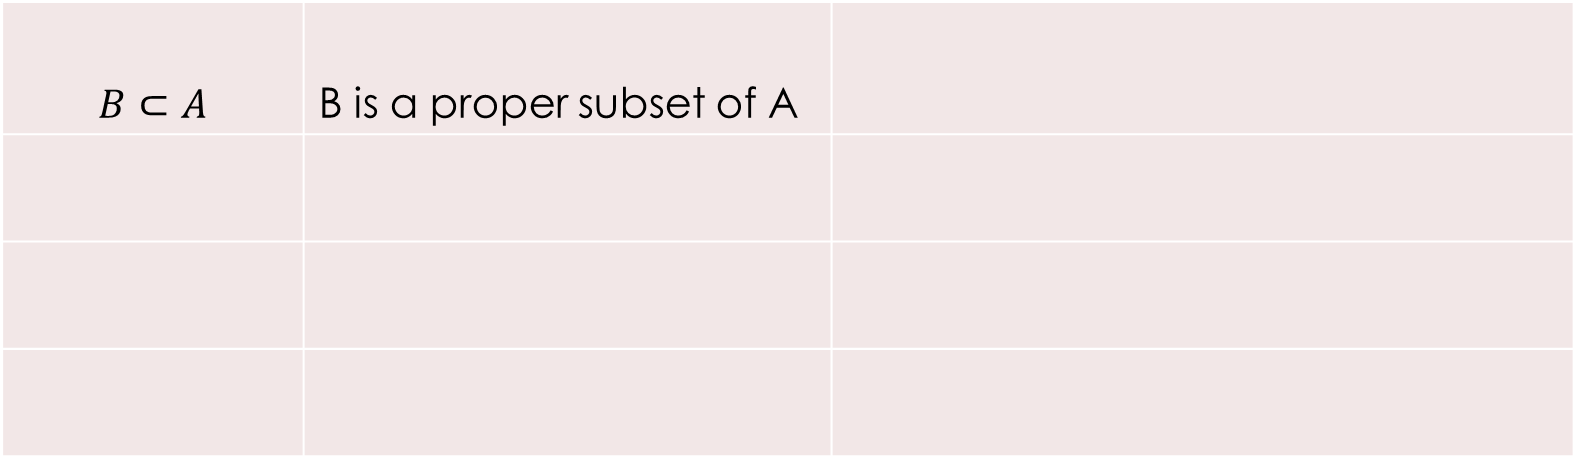 B ⊂ A B is a proper subset of A